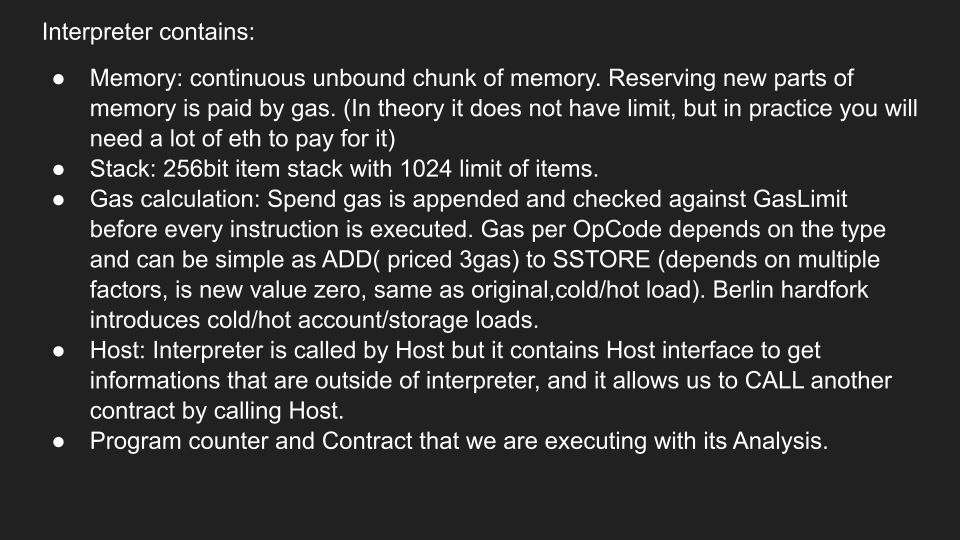 Interpreter contains:
● Memory: continuous unbound chunk of memory. Reserving new parts of
memory is paid by gas. (In theory it does not have limit, but in practice you will
need a lot of eth to pay for it)
● Stack: 256bit item stack with 1024 limit of items.
● Gas calculation: Spend gas is appended and checked against GasLimit
before every instruction is executed. Gas per OpCode depends on the type
and can be simple as ADD( priced 3gas) to SSTORE (depends on multiple
factors, is new value zero, same as original,cold/hot load). Berlin hardfork
introduces cold/hot account/storage loads.
● Host: Interpreter is called by Host but it contains Host interface to get
informations that are outside of interpreter, and it allows us to CALL another
contract by calling Host.
● Program counter and Contract that we are executing with its Analysis.